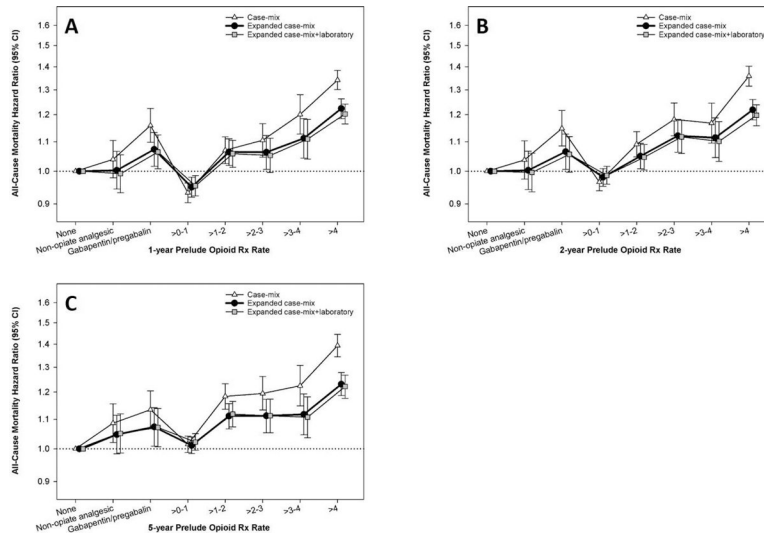 A
Case-mix
Expanded case-mix
Expanded case-mix+laboratory
All-Cause Mortality Hazard Ratio (95% CI)
1.6
1.5
1.4
1.3
1.2
1.1
1.0
0.9
None
Non-opiate analgesic
Gabapentin/pregabalin
>0-1
>1-2
>2-3
>3-4
>4
1-year Prelude Opioid Rx Rate
B
Case-mix
Expanded case-mix
Expanded case-mix+laboratory
All-Cause Mortality Hazard Ratio (95% CI)
1.6
1.5
1.4
1.3
1.2
1.1
1.0
0.9
None
Non-opiate analgesic
Gabapentin/pregabalin
>0-1
>1-2
>2-3
>3-4
>4
2-year Prelude Opioid Rx Rate
C
Case-mix
Expanded case-mix
Expanded case-mix+laboratory
All-Cause Mortality Hazard Ratio (95% CI)
1.6
1.5
1.4
1.3
1.2
1.1
1.0
0.9
None
Non-opiate analgesic
Gabapentin/pregabalin
>0-1
>1-2
>2-3
>3-4
>4
5-year Prelude Opioid Rx Rate